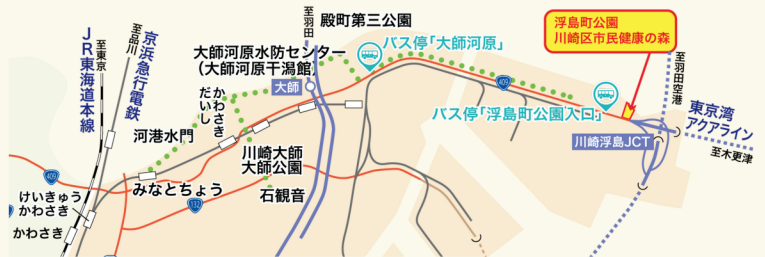 至羽田
殿町第三公園
浮島町公園
川崎区市民健康の森
至東京
JR東海道本線
至品川
京浜急行電鉄
大師河原水防センター
（大師河原干潟館）
バス停「大師河原」
大師
409
至羽田空港
東京湾
アクアライン
バス停「浮島町公園入口」
川崎浮島JCT
至木更津
かわさき
だいし
河港水門
川崎大師
大師公園
409
みなとちょう
132
石観音
けいきゅう
かわさき
かわさき